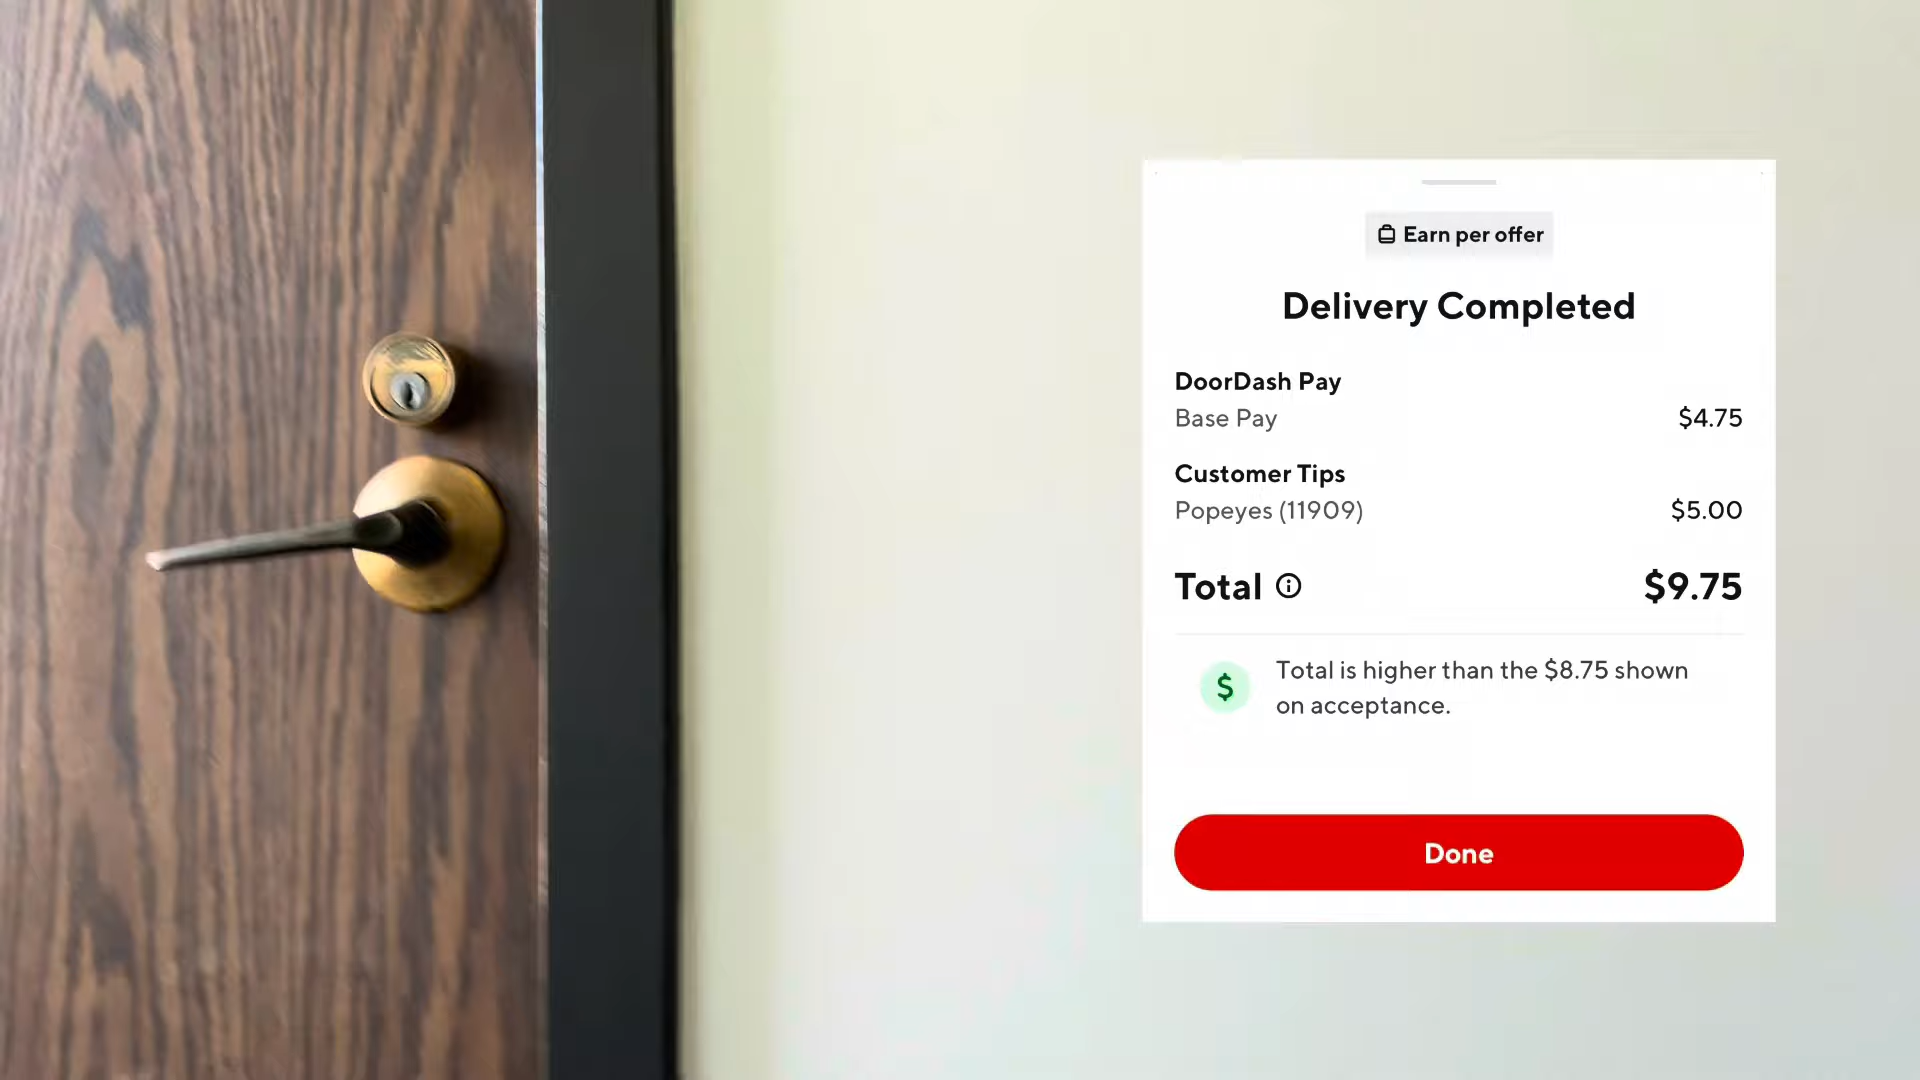 Earn per offer
Delivery Completed
DoorDash Pay
Base Pay $4.75
Customer Tips
Popeyes (11909) $5.00
Total $9.75
$ Total is higher than the $8.75 shown
on acceptance.
Done